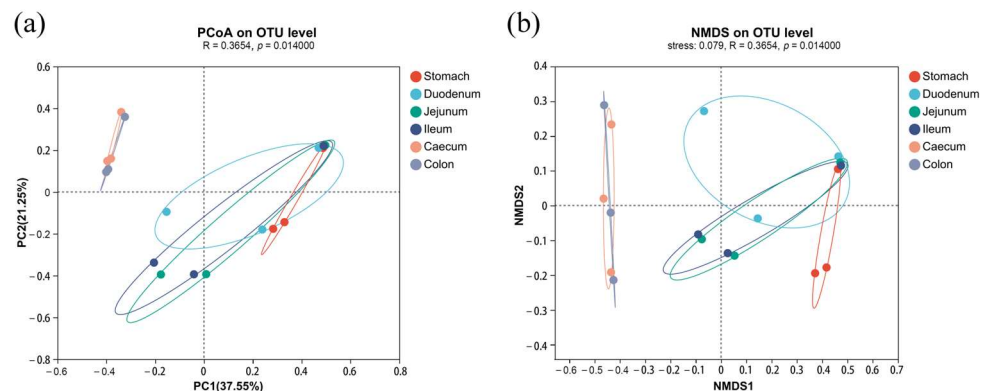 (a)
PCoA on OTU level
R = 0.3654, p = 0.014000
PC2(21.25%)
0.6
0.4
0.2
0
−0.2
−0.4
−0.6
−0.8
−0.6
−0.4
−0.2
0
0.2
0.4
0.6
0.8
PC1(37.55%)
Stomach
Duodenum
Jejunum
Ileum
Caecum
Colon
(b)
NMDS on OTU level
stress: 0.079, R = 0.3654, p = 0.014000
NMDS2
0.4
0.3
0.2
0.1
0
−0.1
−0.2
−0.3
−0.4
−0.6
−0.5
−0.4
−0.3
−0.2
−0.1
0
0.1
0.2
0.3
0.4
0.5
0.6
0.7
NMDS1
Stomach
Duodenum
Jejunum
Ileum
Caecum
Colon